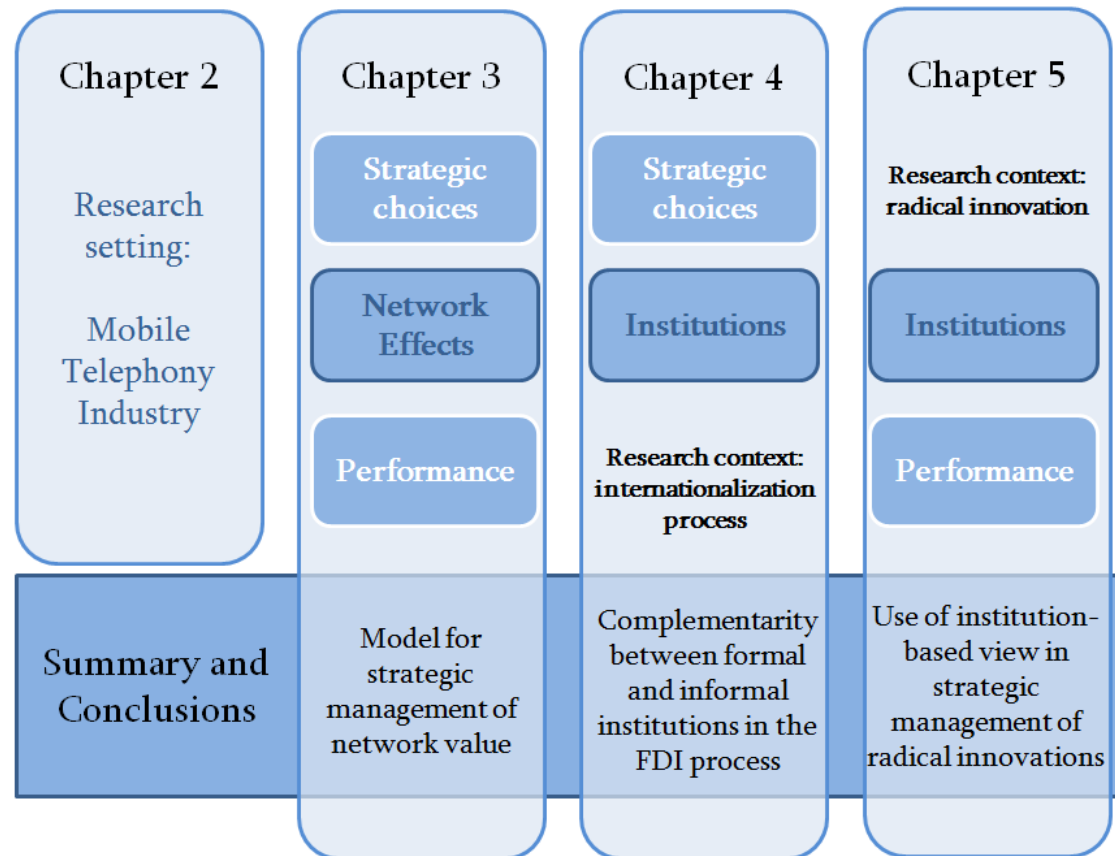 Chapter 2
Research
setting:
Mobile
Telephony
Industry
Chapter 3
Strategic
choices
Network
Effects
Performance
Chapter 4
Strategic
choices
Institutions
Research context:
internationalization
process
Chapter 5
Research context:
radical innovation
Institutions
Performance
Summary and
Conclusions
Model for
strategic
management of
network value
Complementarity
between formal
and informal
institutions in the
FDI process
Use of institution-
based view in
strategic
management of
radical innovations